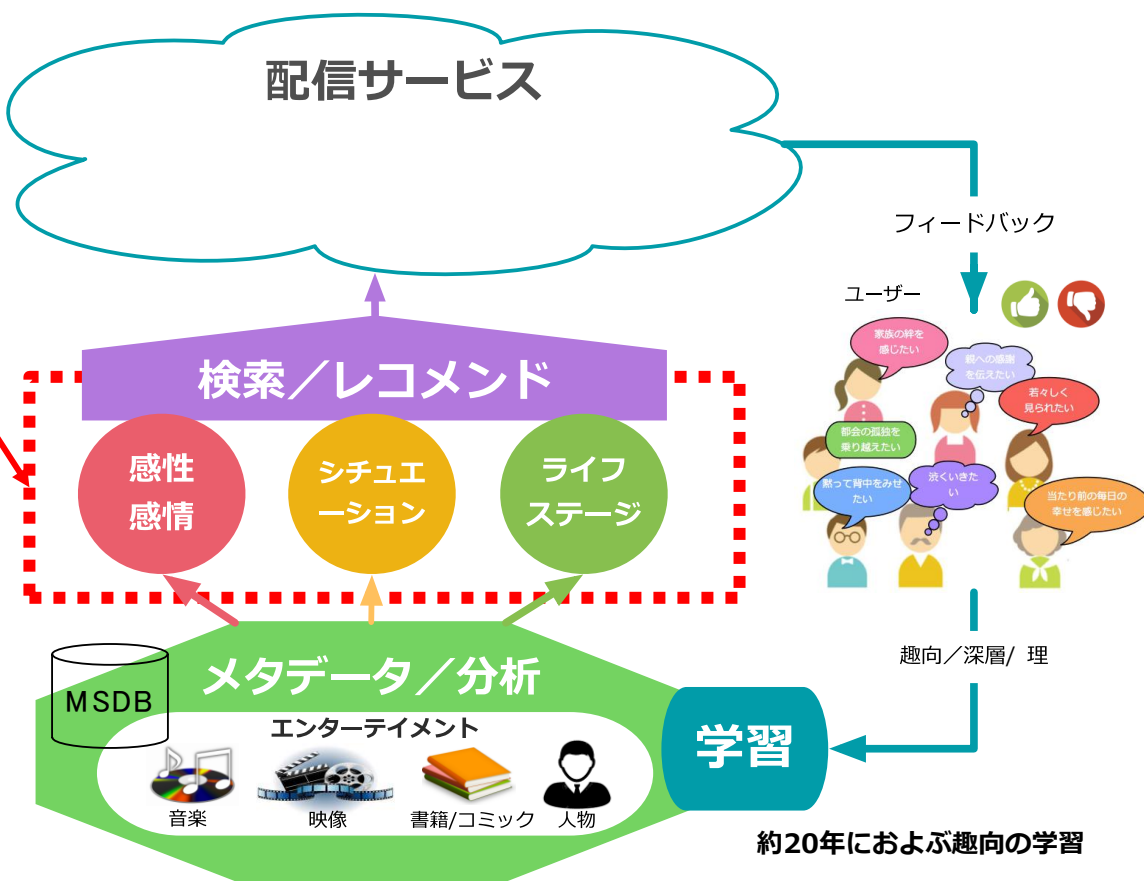 配信サービス
フィードバック
ユーザー
家族の絆を
感じたい
親への感謝
を伝えたい
若々しく
見られたい
都会の孤独を
乗り越えたい
黙って背中をみせ
たい
渋くいきた
い
当たり前の毎日の
幸せを感じたい
検索／レコメンド
感性
感情
シチュエ
ーション
ライフ
ステージ
趣向／深層/ 理
メタデータ／分析
MSDB
エンターテイメント
音楽
映像
書籍/コミック
人物
学習
約20年におよぶ趣向の学習